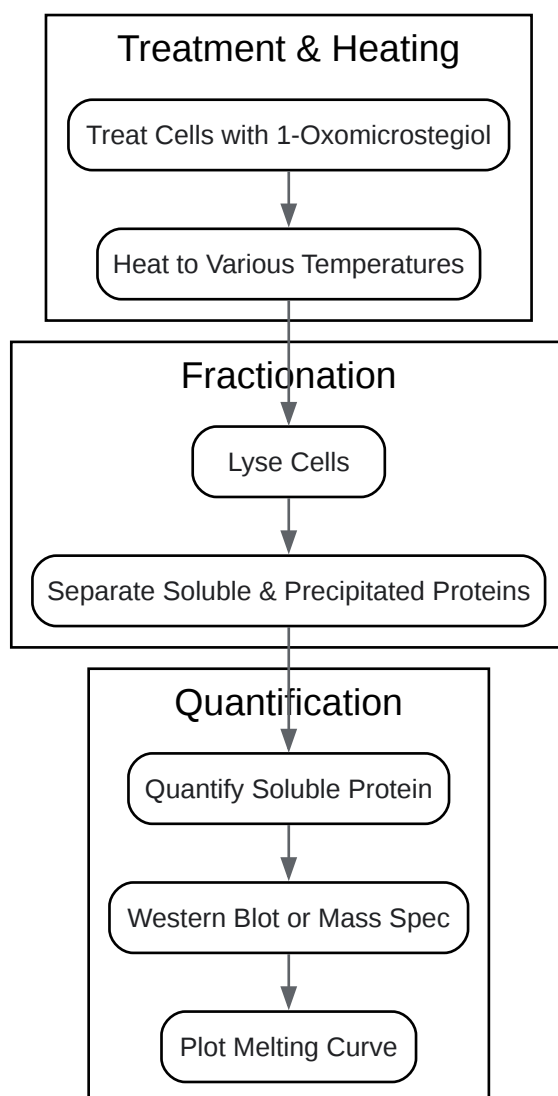 Treatment & Heating
Treat Cells with 1-Oxomicrostegiol
Heat to Various Temperatures
Fractionation
Lyse Cells
Separate Soluble & Precipitated Proteins
Quantification
Quantify Soluble Protein
Western Blot or Mass Spec
Plot Melting Curve